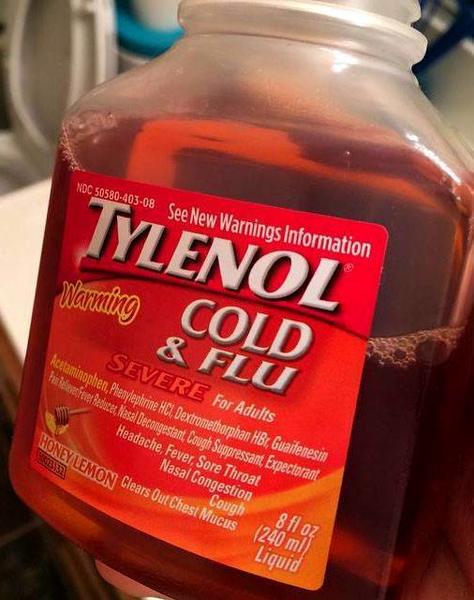 NDC 50580-403-08
See New Warnings Information
TYLENOL®
Warming
COLD
& FLU
SEVERE
For Adults
Acetaminophen, Phenylephrine HCl, Dextromethorphan HBr, Guaifenesin
Pain Reliever/Fever Reducer, Nasal Decongestant, Cough Suppressant, Expectorant
Headache, Fever, Sore Throat
Nasal Congestion
Cough
Clears Out Chest Mucus
HONEY LEMON
8 fl oz
(240 ml)
Liquid